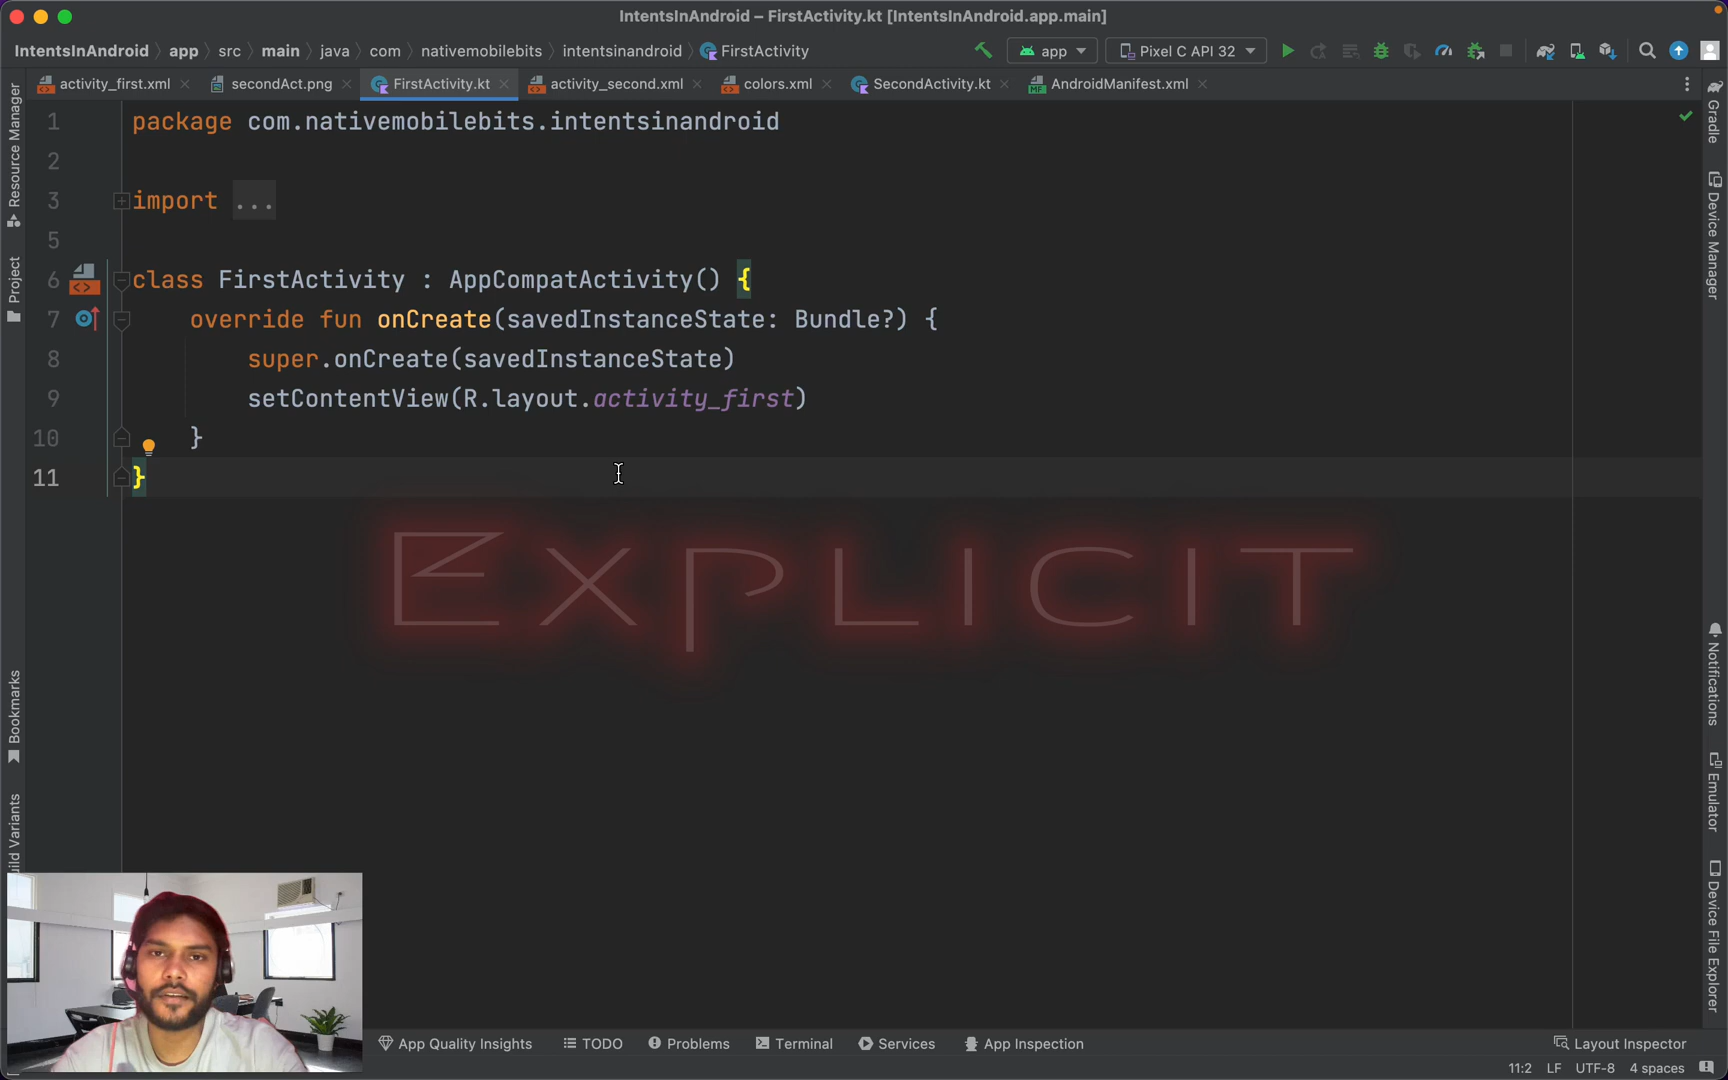 IntentsInAndroid – FirstActivity.kt [IntentsInAndroid.app.main]
IntentsInAndroid app src main java com nativemobilebits intentsinandroid FirstActivity
app Pixel C API 32
activity_first.xml secondAct.png FirstActivity.kt activity_second.xml colors.xml SecondActivity.kt AndroidManifest.xml
Resource Manager
Project
Bookmarks
Gradle
Device Manager
Notifications
Emulator
Device File Explorer
1 package com.nativemobilebits.intentsinandroid
2
3 import ...
5
6 class FirstActivity : AppCompatActivity() {
7 override fun onCreate(savedInstanceState: Bundle?) {
8 super.onCreate(savedInstanceState)
9 setContentView(R.layout.activity_first)
10 }
11 }
Explicit
App Quality Insights TODO Problems Terminal Services App Inspection Layout Inspector
11:2 LF UTF-8 4 spaces